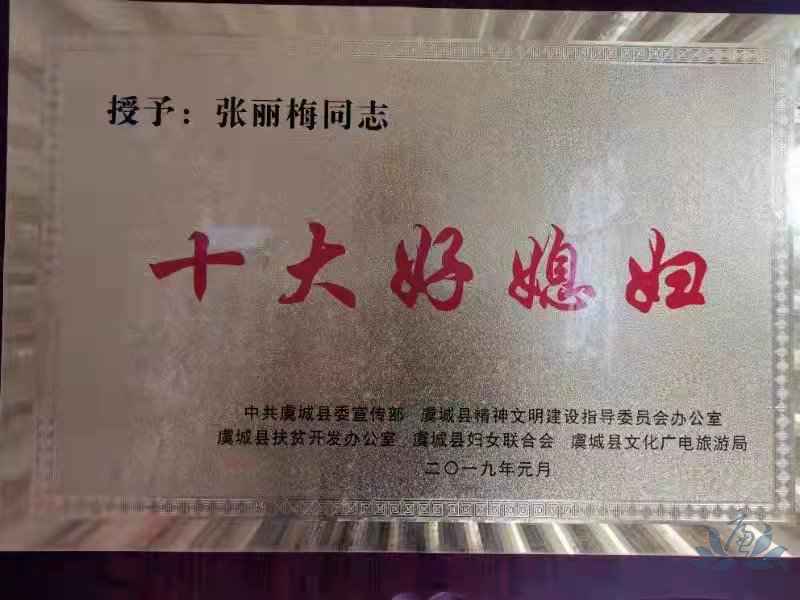 授予：张丽梅同志
十大好媳妇
中共虞城县委宣传部 虞城县精神文明建设指导委员会办公室
虞城县扶贫开发办公室 虞城县妇女联合会 虞城县文化广电旅游局
二〇一九年元月